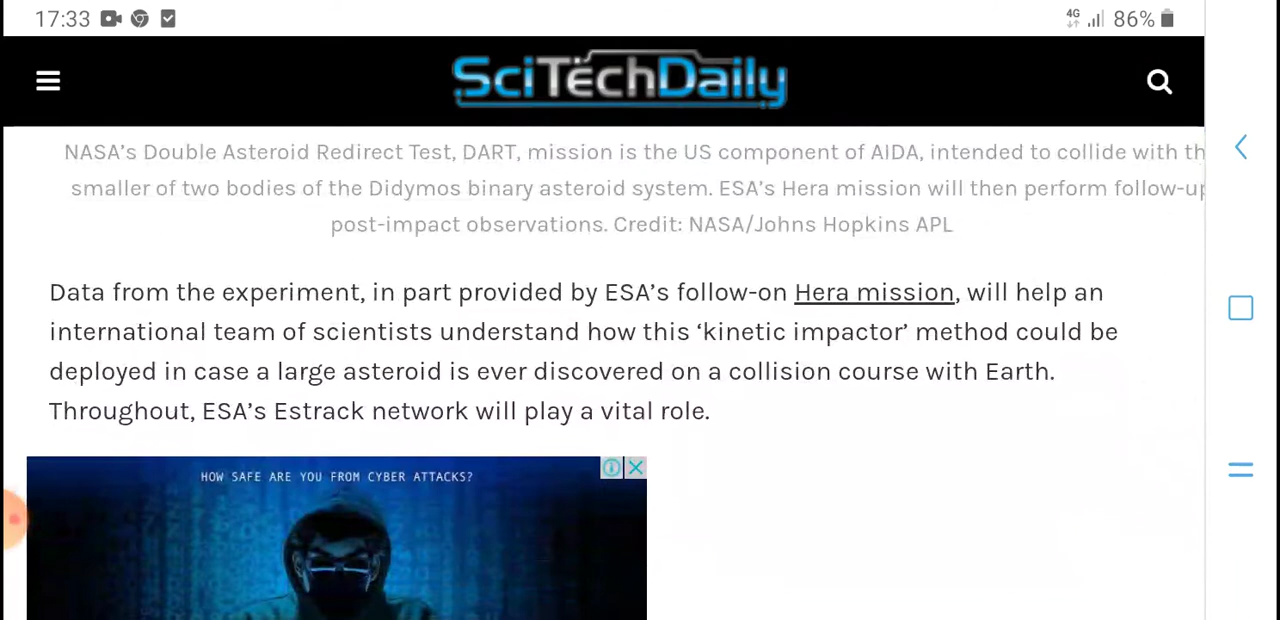 17:33
4G
86%
SciTechDaily
NASA's Double Asteroid Redirect Test, DART, mission is the US component of AIDA, intended to collide with th
smaller of two bodies of the Didymos binary asteroid system. ESA's Hera mission will then perform follow-up
post-impact observations. Credit: NASA/Johns Hopkins APL
Data from the experiment, in part provided by ESA's follow-on Hera mission, will help an
international team of scientists understand how this ‘kinetic impactor’ method could be
deployed in case a large asteroid is ever discovered on a collision course with Earth.
Throughout, ESA's Estrack network will play a vital role.
HOW SAFE ARE YOU FROM CYBER ATTACKS?